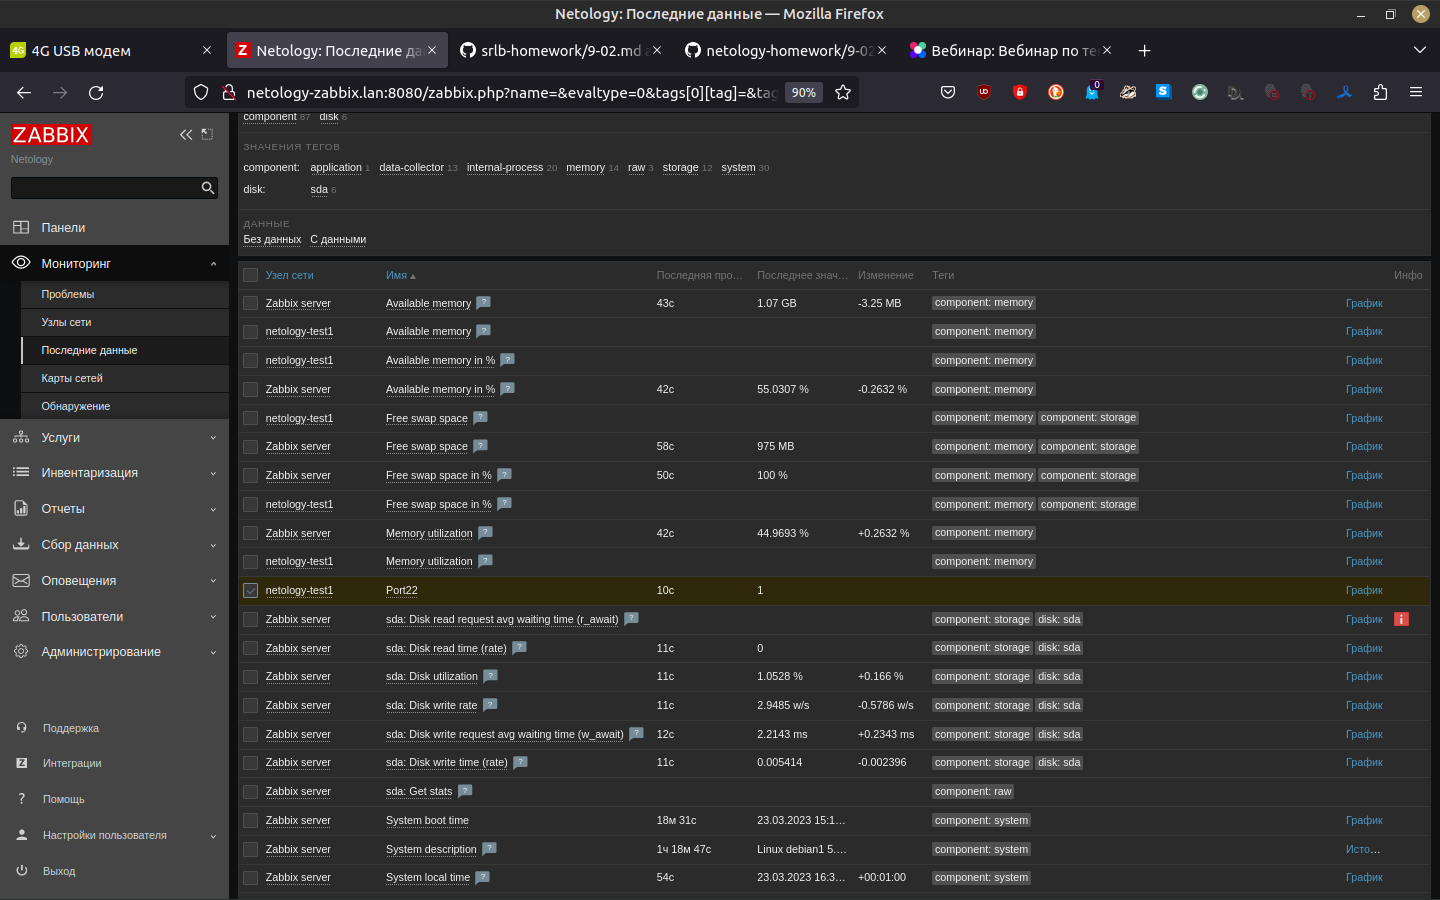 Netology: Последние данные — Mozilla Firefox
4G USB модем
Netology: Последние да
srlb-homework/9-02.md a
netology-homework/9-02
Вебинар: Вебинар по те
netology-zabbix.lan:8080/zabbix.php?name=&evaltype=0&tags[0][tag]=&tag 90%
ZABBIX
Netology
Панели
Мониторинг
Проблемы
Узлы сети
Последние данные
Карты сетей
Обнаружение
Услуги
Инвентаризация
Отчеты
Сбор данных
Оповещения
Пользователи
Администрирование
Поддержка
Интеграции
Помощь
Настройки пользователя
Выход
component 67 disk 6
ЗНАЧЕНИЯ ТЕГОВ
component: application 1 data-collector 13 internal-process 20 memory 14 raw 3 storage 12 system 30
disk: sda 6
ДАННЫЕ
Без данных С данными
Узел сети Имя Последняя про… Последнее знач… Изменение Теги Инфо
Zabbix server Available memory ? 43с 1.07 GB -3.25 MB component: memory График
netology-test1 Available memory ? component: memory График
netology-test1 Available memory in % ? component: memory График
Zabbix server Available memory in % ? 42с 55.0307 % -0.2632 % component: memory График
netology-test1 Free swap space ? component: memory component: storage График
Zabbix server Free swap space ? 58с 975 MB component: memory component: storage График
Zabbix server Free swap space in % ? 50с 100 % component: memory component: storage График
netology-test1 Free swap space in % ? component: memory component: storage График
Zabbix server Memory utilization ? 42с 44.9693 % +0.2632 % component: memory График
netology-test1 Memory utilization ? component: memory График
netology-test1 Port22 10с 1 График
Zabbix server sda: Disk read request avg waiting time (r_await) ? component: storage disk: sda График i
Zabbix server sda: Disk read time (rate) ? 11с 0 component: storage disk: sda График
Zabbix server sda: Disk utilization ? 11с 1.0528 % +0.166 % component: storage disk: sda График
Zabbix server sda: Disk write rate ? 11с 2.9485 w/s -0.5786 w/s component: storage disk: sda График
Zabbix server sda: Disk write request avg waiting time (w_await) ? 12с 2.2143 ms +0.2343 ms component: storage disk: sda График
Zabbix server sda: Disk write time (rate) ? 11с 0.005414 -0.002396 component: storage disk: sda График
Zabbix server sda: Get stats ? component: raw
Zabbix server System boot time 18м 31с 23.03.2023 15:1… component: system График
Zabbix server System description ? 1ч 18м 47с Linux debian1 5.… component: system Исто…
Zabbix server System local time ? 54с 23.03.2023 16:3… +00:01:00 component: system График